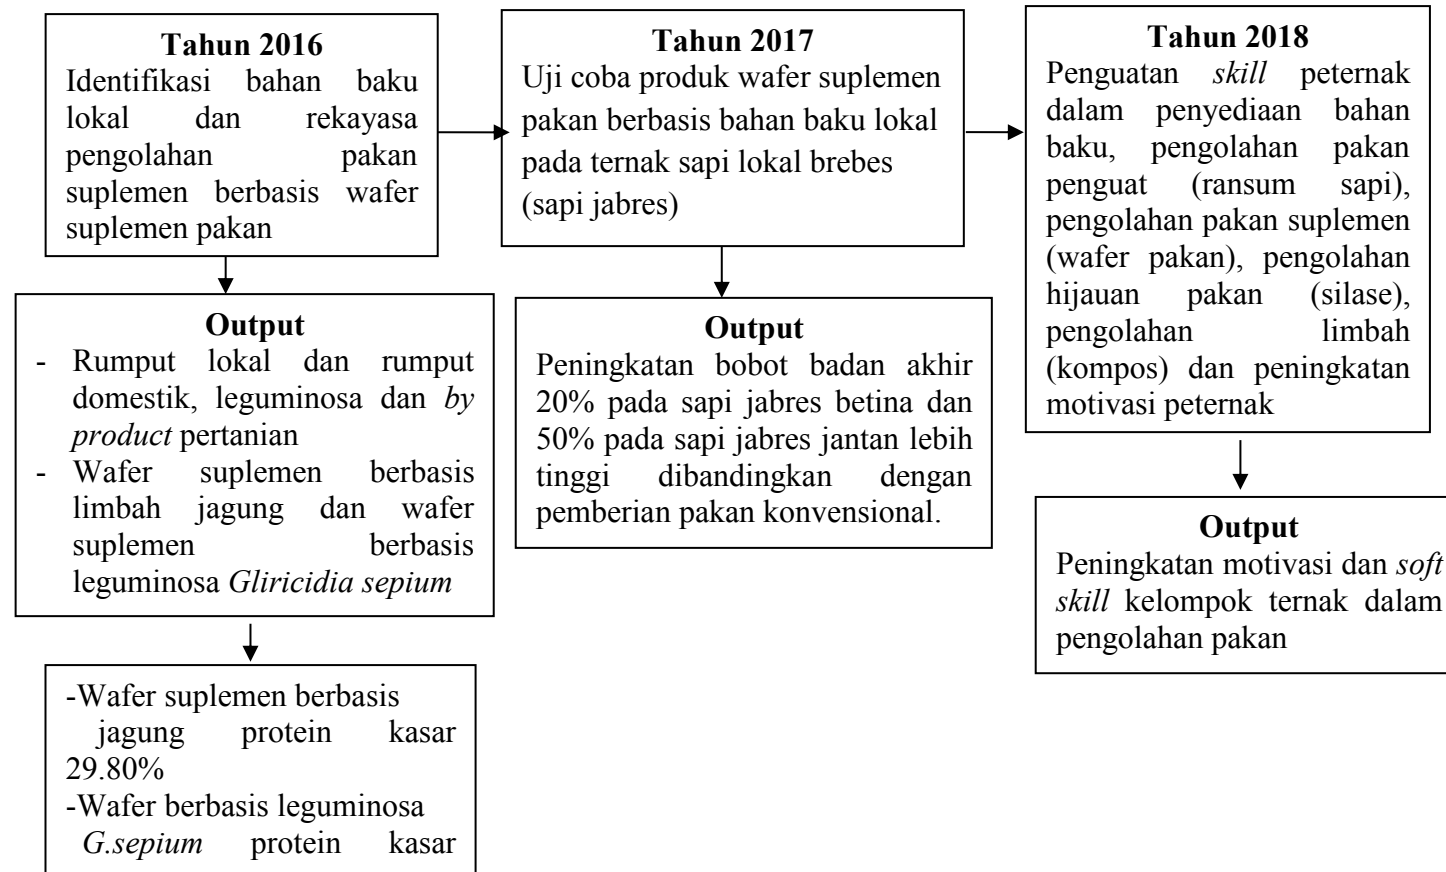 Tahun 2016
Identifikasi bahan baku
lokal dan rekayasa
pengolahan pakan
suplemen berbasis wafer
suplemen pakan
Output
- Rumput lokal dan rumput
domestik, leguminosa dan by
product pertanian
- Wafer suplemen berbasis
limbah jagung dan wafer
suplemen berbasis
leguminosa Gliricidia sepium
-Wafer suplemen berbasis
jagung protein kasar
29.80%
-Wafer berbasis leguminosa
G.sepium protein kasar
Tahun 2017
Uji coba produk wafer suplemen
pakan berbasis bahan baku lokal
pada ternak sapi lokal brebes
(sapi jabres)
Output
Peningkatan bobot badan akhir
20% pada sapi jabres betina dan
50% pada sapi jabres jantan lebih
tinggi dibandingkan dengan
pemberian pakan konvensional.
Tahun 2018
Penguatan skill peternak
dalam penyediaan bahan
baku, pengolahan pakan
penguat (ransum sapi),
pengolahan pakan suplemen
(wafer pakan), pengolahan
hijauan pakan (silase),
pengolahan limbah
(kompos) dan peningkatan
motivasi peternak
Output
Peningkatan motivasi dan soft
skill kelompok ternak dalam
pengolahan pakan